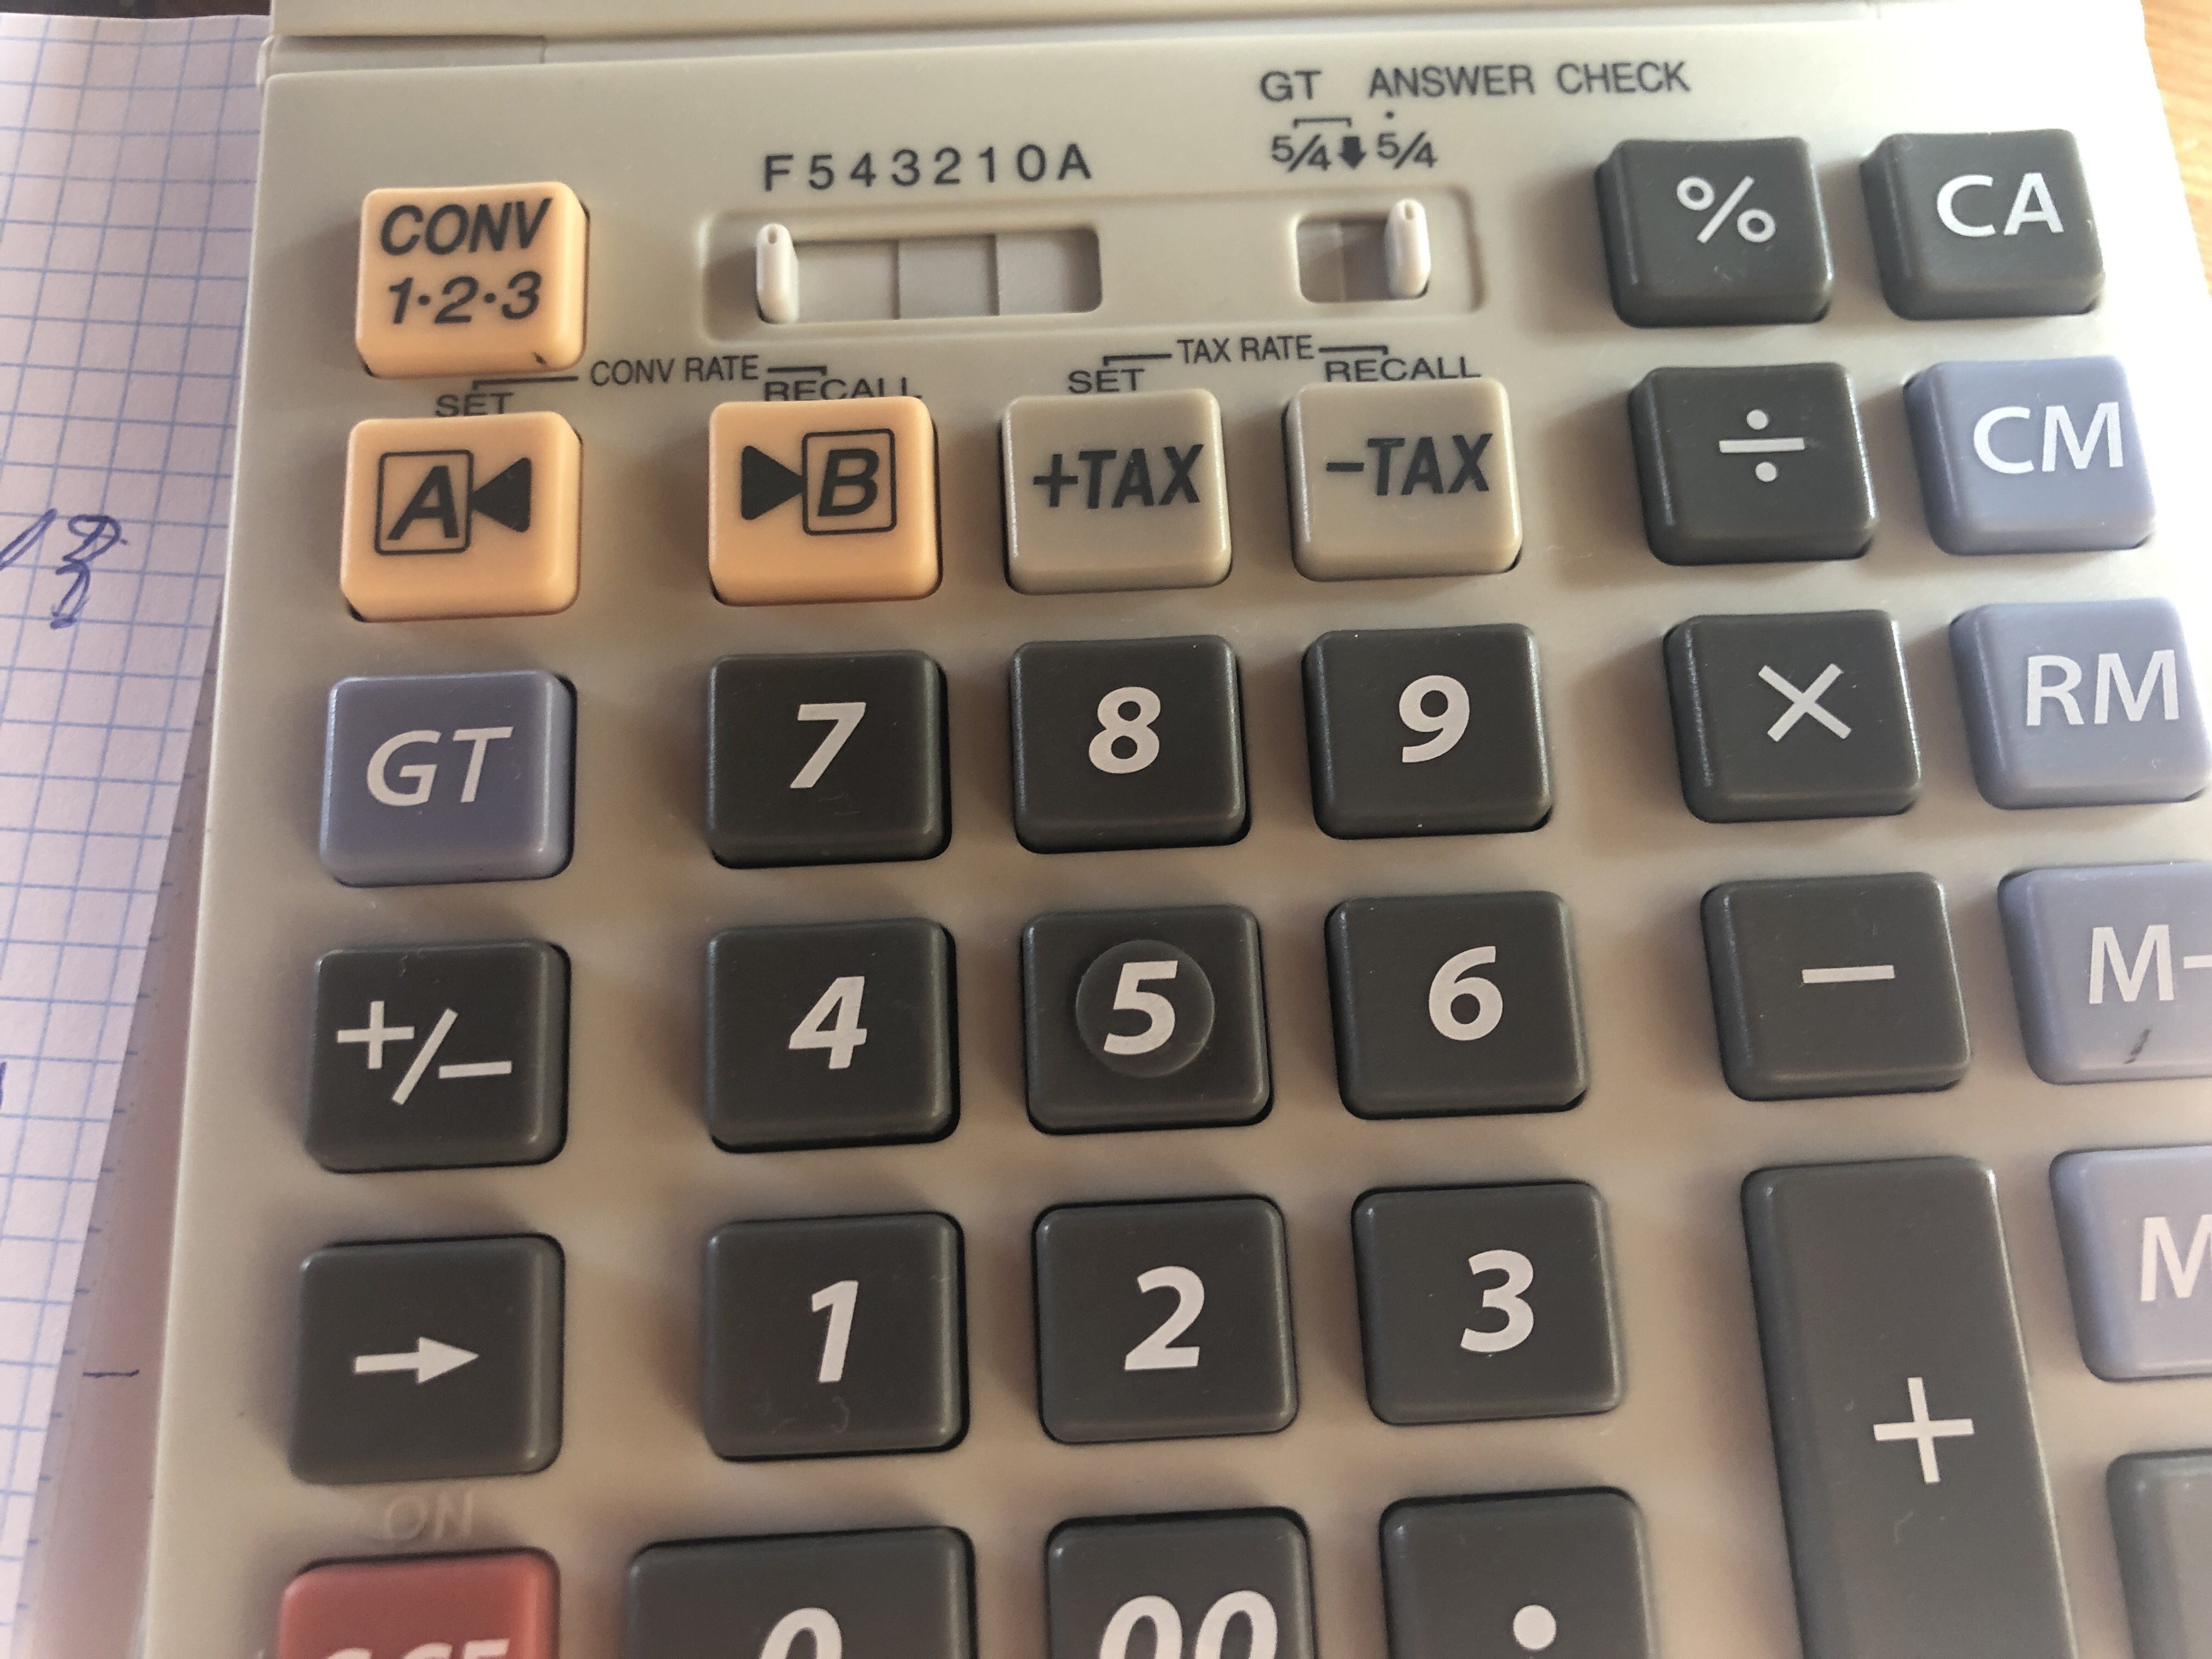 GT ANSWER CHECK
F543210A 5/4 ⬇ 5/4
CONV % CA
1·2·3
CONV RATE TAX RATE
SET RECALL SET RECALL
A◀ ▶B +TAX -TAX ÷ CM
GT 7 8 9 × RM
+/- 4 5 6 − M-
→ 1 2 3 +
ON
0 00 .